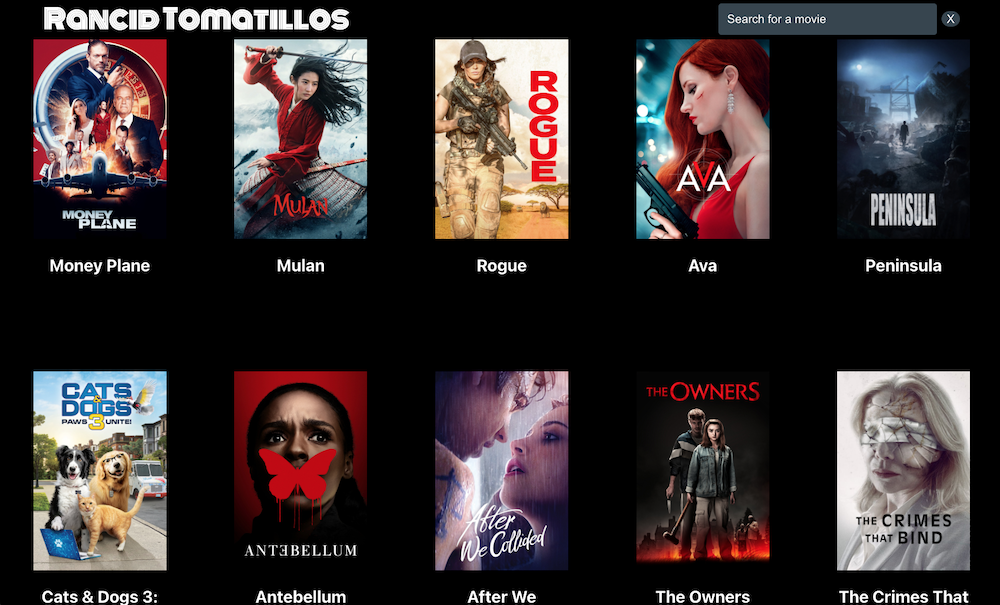 RANCID TOMATILLOS
Search for a movie
X
MONEY
PLANE
MULAN
ROGUE
AVA
PENINSULA
Money Plane
Mulan
Rogue
Ava
Peninsula
CATS
& DOGS
3
PAWS UNITE!
ANTƎBELLUM
After
We Collided
THE OWNERS
THE CRIMES
THAT BIND
Cats & Dogs 3:
Antebellum
After We
The Owners
The Crimes That